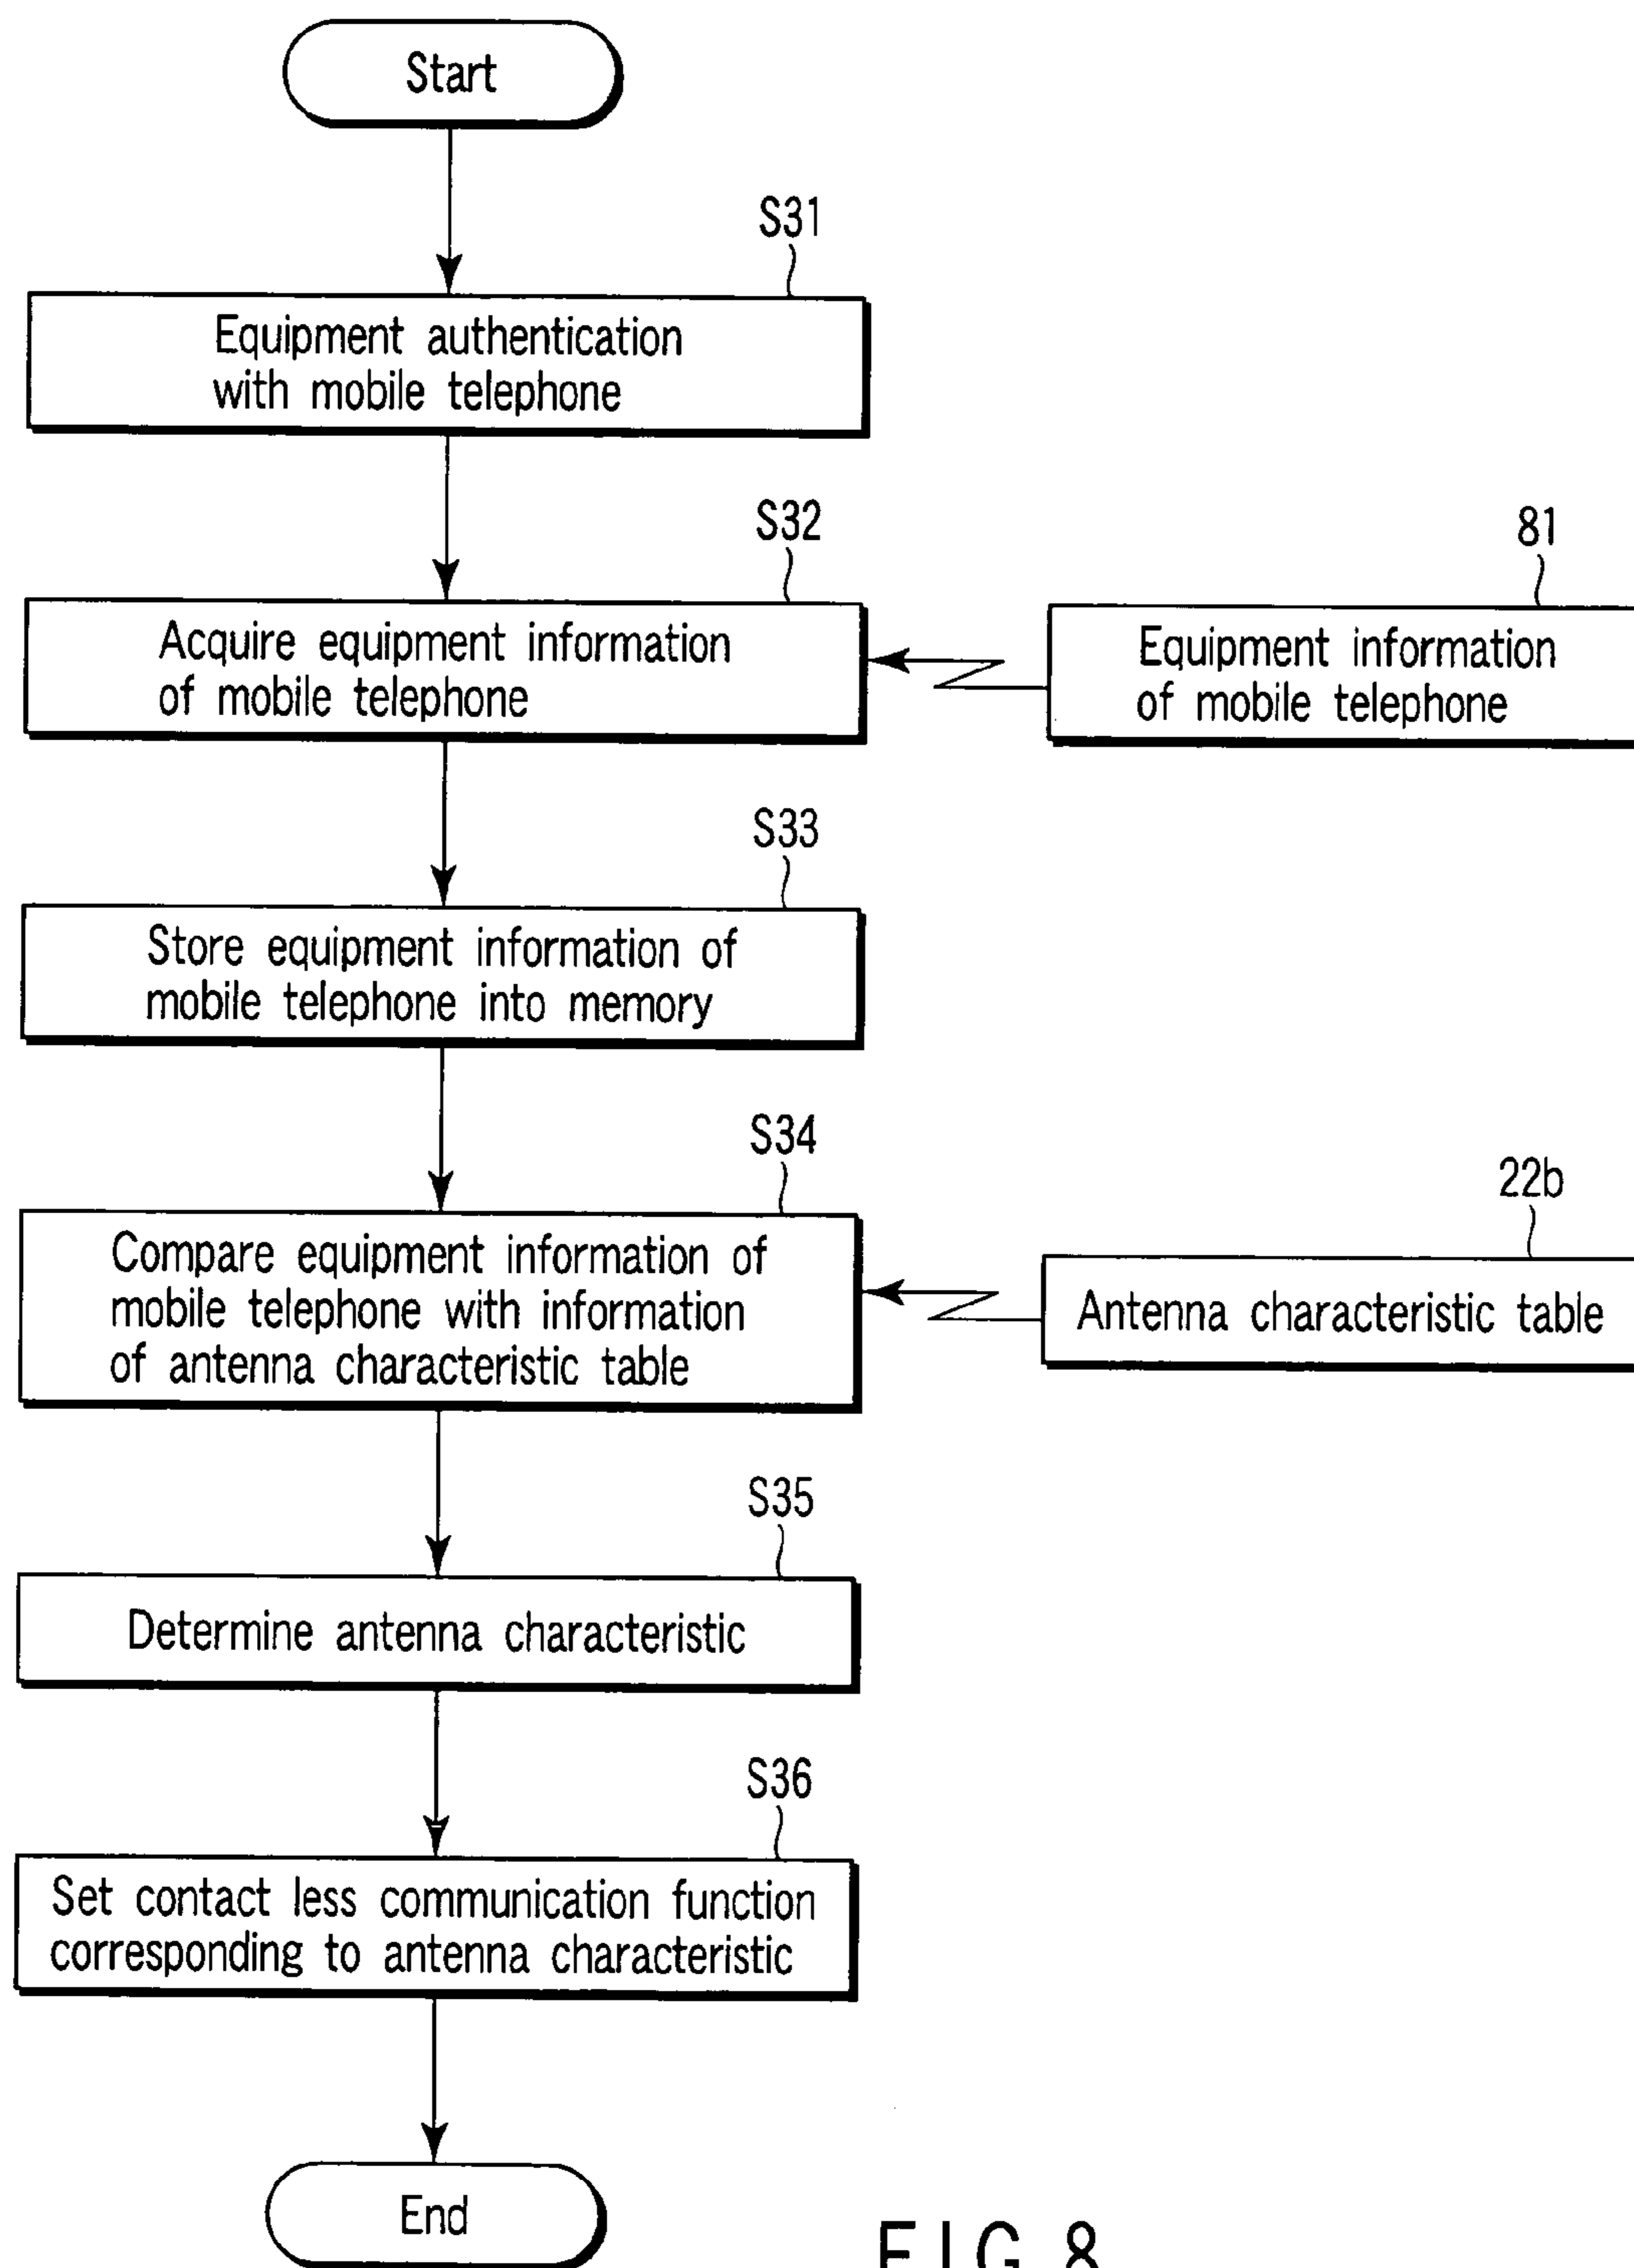 Start
S31
Equipment authentication
with mobile telephone
S32
Acquire equipment information
of mobile telephone
81
Equipment information
of mobile telephone
S33
Store equipment information of
mobile telephone into memory
S34
Compare equipment information of
mobile telephone with information
of antenna characteristic table
22b
Antenna characteristic table
S35
Determine antenna characteristic
S36
Set contact less communication function
corresponding to antenna characteristic
End
FIG. 8